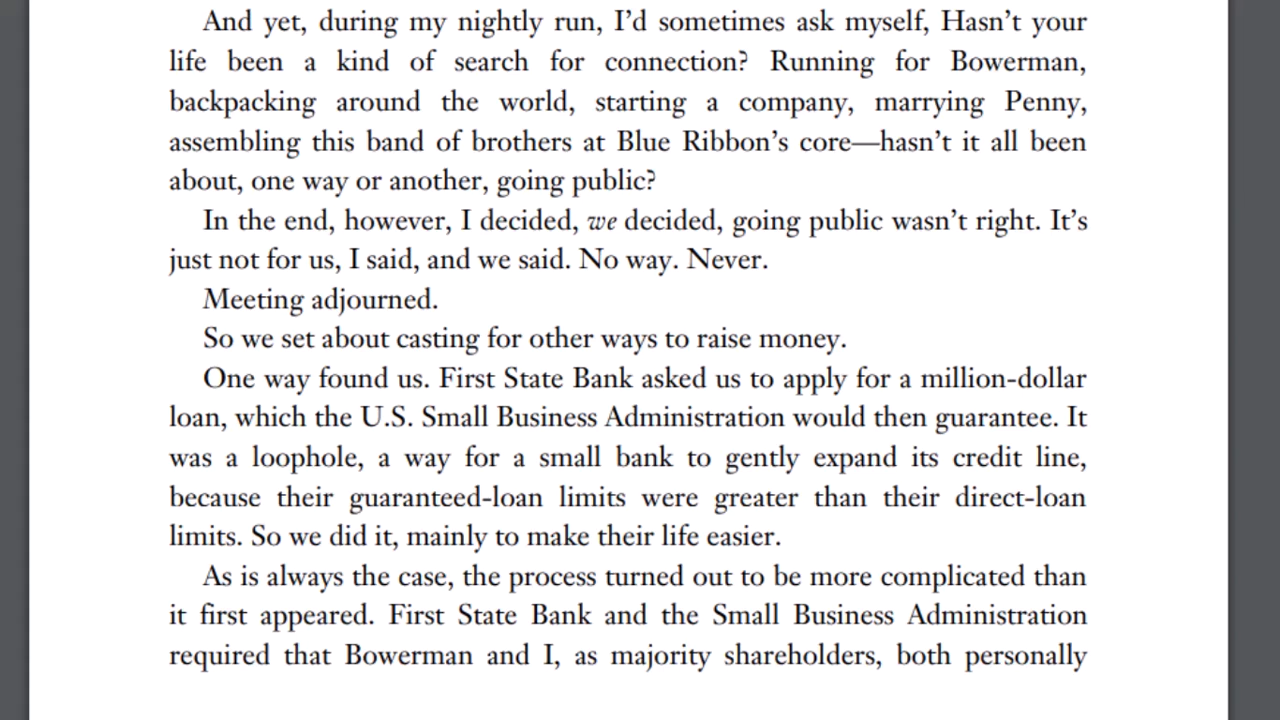 And yet, during my nightly run, I’d sometimes ask myself, Hasn’t your
life been a kind of search for connection? Running for Bowerman,
backpacking around the world, starting a company, marrying Penny,
assembling this band of brothers at Blue Ribbon’s core—hasn’t it all been
about, one way or another, going public?
In the end, however, I decided, we decided, going public wasn’t right. It’s
just not for us, I said, and we said. No way. Never.
Meeting adjourned.
So we set about casting for other ways to raise money.
One way found us. First State Bank asked us to apply for a million-dollar
loan, which the U.S. Small Business Administration would then guarantee. It
was a loophole, a way for a small bank to gently expand its credit line,
because their guaranteed-loan limits were greater than their direct-loan
limits. So we did it, mainly to make their life easier.
As is always the case, the process turned out to be more complicated than
it first appeared. First State Bank and the Small Business Administration
required that Bowerman and I, as majority shareholders, both personally